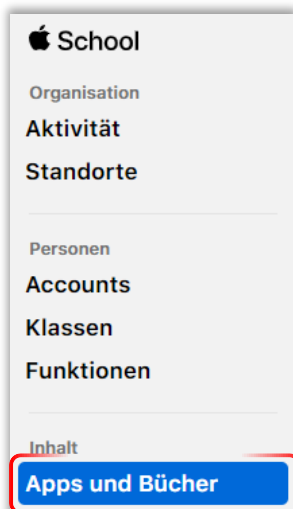 School
Organisation
Aktivität
Standorte
Personen
Accounts
Klassen
Funktionen
Inhalt
Apps und Bücher